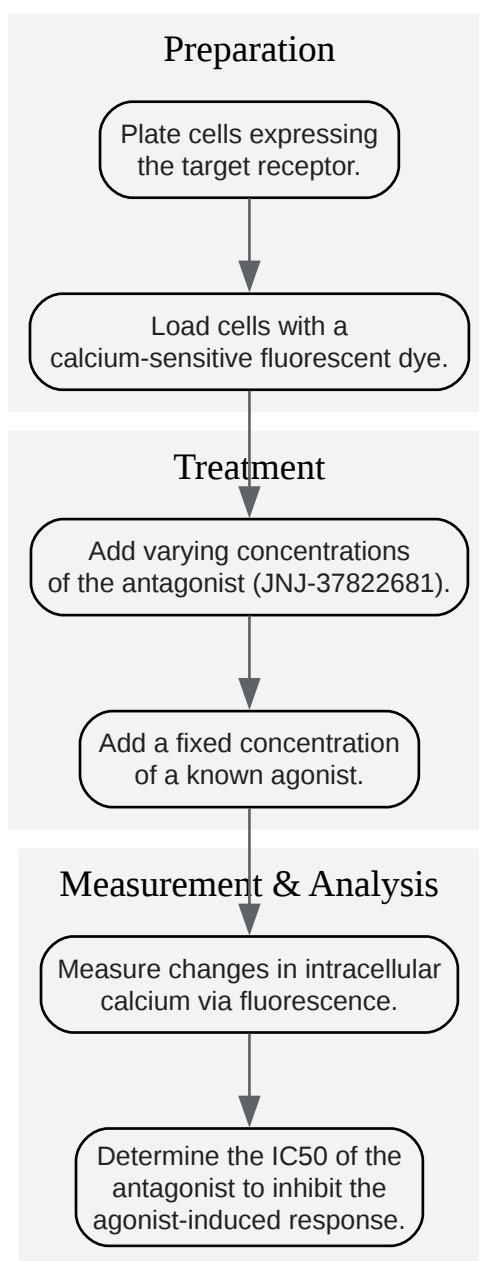 Preparation
Plate cells expressing
the target receptor.
Load cells with a
calcium-sensitive fluorescent dye.
Treatment
Add varying concentrations
of the antagonist (JNJ-37822681).
Add a fixed concentration
of a known agonist.
Measurement & Analysis
Measure changes in intracellular
calcium via fluorescence.
Determine the IC50 of the
antagonist to inhibit the
agonist-induced response.